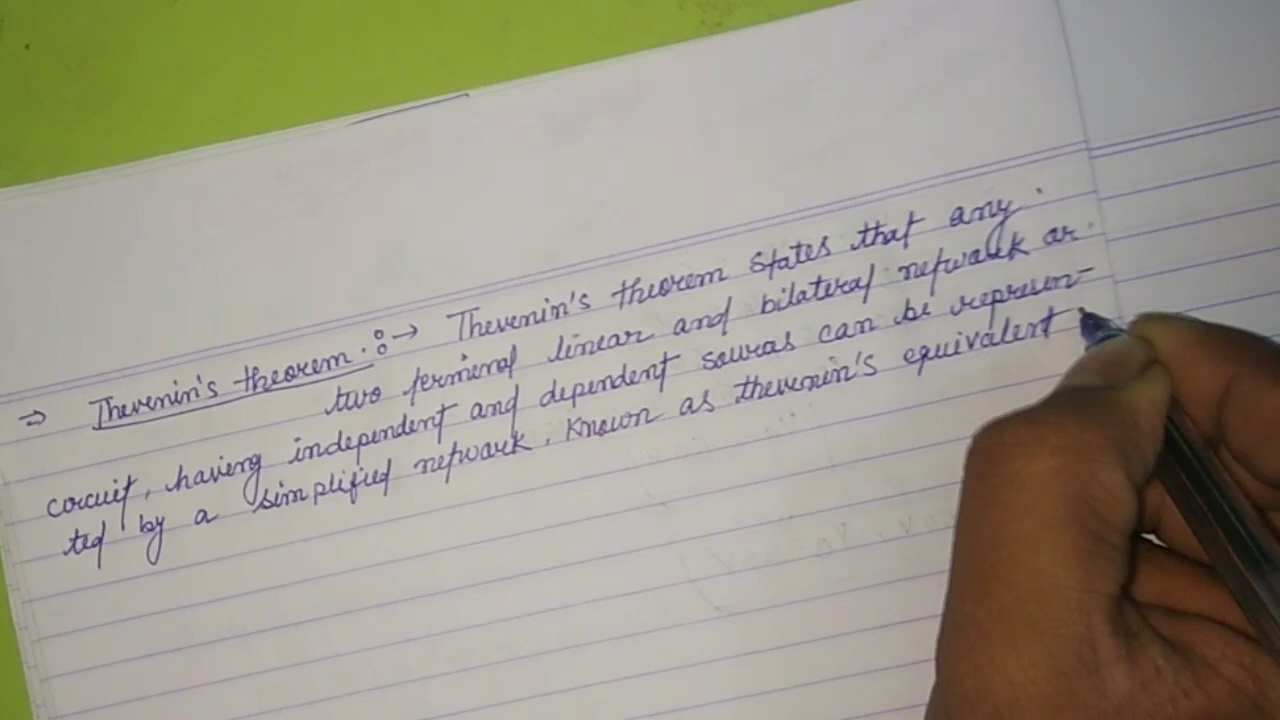 ⇒ Thevenin's theorem :→ Thevenin's theorem states that any
two terminal linear and bilateral network or
circuit, having independent and dependent sources can be represen-
ted by a simplified network, known as thevenin's equivalent